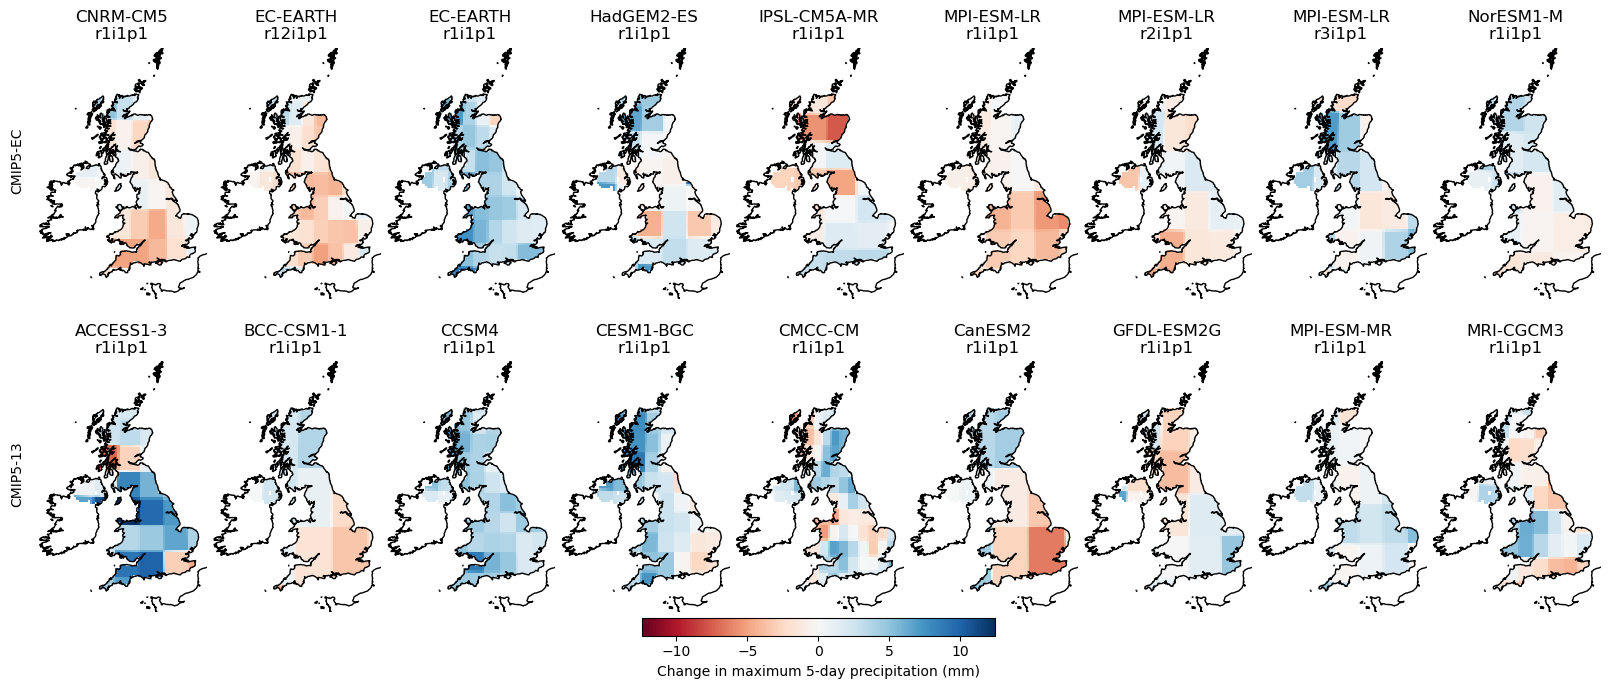 CNRM-CM5
r1i1p1
EC-EARTH
r12i1p1
EC-EARTH
r1i1p1
HadGEM2-ES
r1i1p1
IPSL-CM5A-MR
r1i1p1
MPI-ESM-LR
r1i1p1
MPI-ESM-LR
r2i1p1
MPI-ESM-LR
r3i1p1
NorESM1-M
r1i1p1
CMIP5-EC
ACCESS1-3
r1i1p1
BCC-CSM1-1
r1i1p1
CCSM4
r1i1p1
CESM1-BGC
r1i1p1
CMCC-CM
r1i1p1
CanESM2
r1i1p1
GFDL-ESM2G
r1i1p1
MPI-ESM-MR
r1i1p1
MRI-CGCM3
r1i1p1
CMIP5-13
−10 −5 0 5 10
Change in maximum 5-day precipitation (mm)